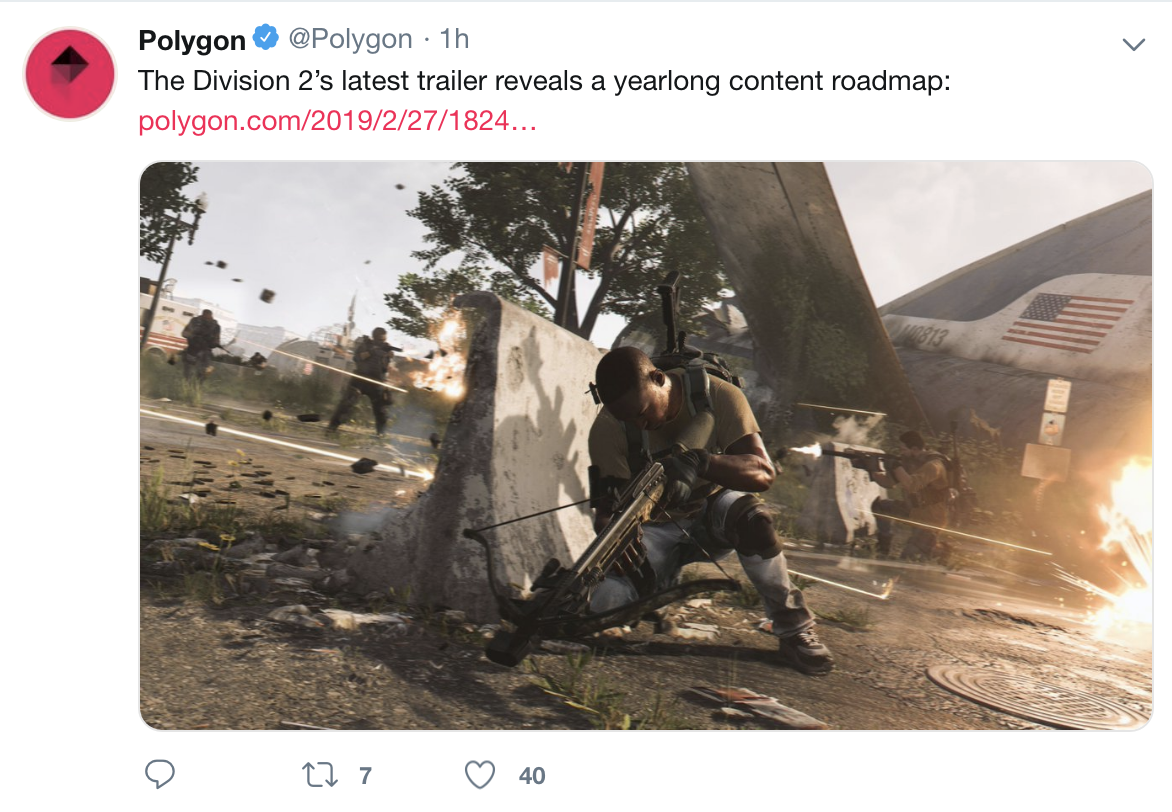 Polygon @Polygon · 1h
The Division 2’s latest trailer reveals a yearlong content roadmap:
polygon.com/2019/2/27/1824…
7 40